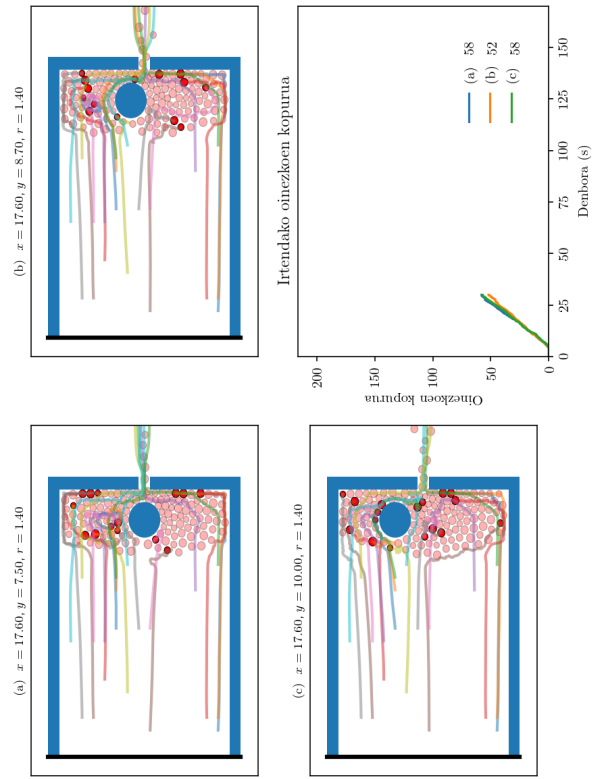 (a)  x = 17.60, y = 7.50, r = 1.40
(b)  x = 17.60, y = 8.70, r = 1.40
(c)  x = 17.60, y = 10.00, r = 1.40
Irtendako oinezkoen kopurua
Oinezkoen kopurua
200
150
100
50
0
(a) 58
(b) 52
(c) 58
0 25 50 75 100 125 150
Denbora (s)